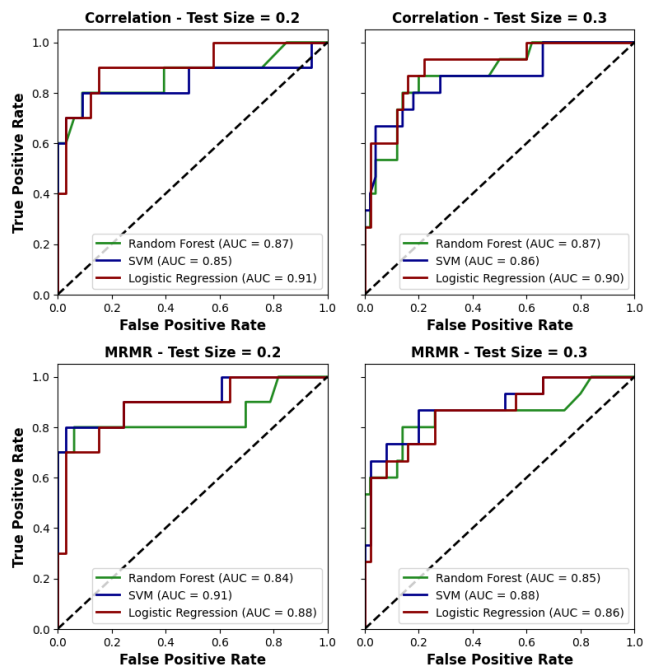 Correlation - Test Size = 0.2
True Positive Rate
1.0
0.8
0.6
0.4
0.2
0.0
Random Forest (AUC = 0.87)
SVM (AUC = 0.85)
Logistic Regression (AUC = 0.91)
0.0 0.2 0.4 0.6 0.8 1.0
False Positive Rate
Correlation - Test Size = 0.3
1.0
0.8
0.6
0.4
0.2
0.0
Random Forest (AUC = 0.87)
SVM (AUC = 0.86)
Logistic Regression (AUC = 0.90)
0.0 0.2 0.4 0.6 0.8 1.0
False Positive Rate
MRMR - Test Size = 0.2
True Positive Rate
1.0
0.8
0.6
0.4
0.2
0.0
Random Forest (AUC = 0.84)
SVM (AUC = 0.91)
Logistic Regression (AUC = 0.88)
0.0 0.2 0.4 0.6 0.8 1.0
False Positive Rate
MRMR - Test Size = 0.3
True Positive Rate
1.0
0.8
0.6
0.4
0.2
0.0
Random Forest (AUC = 0.85)
SVM (AUC = 0.88)
Logistic Regression (AUC = 0.86)
0.0 0.2 0.4 0.6 0.8 1.0
False Positive Rate